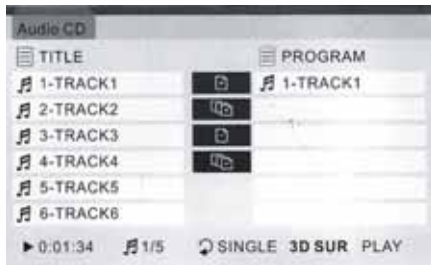 Audio CD
TITLE
PROGRAM
1-TRACK1
1-TRACK1
2-TRACK2
3-TRACK3
4-TRACK4
5-TRACK5
6-TRACK6
0:01:34 1/5 SINGLE 3D SUR PLAY